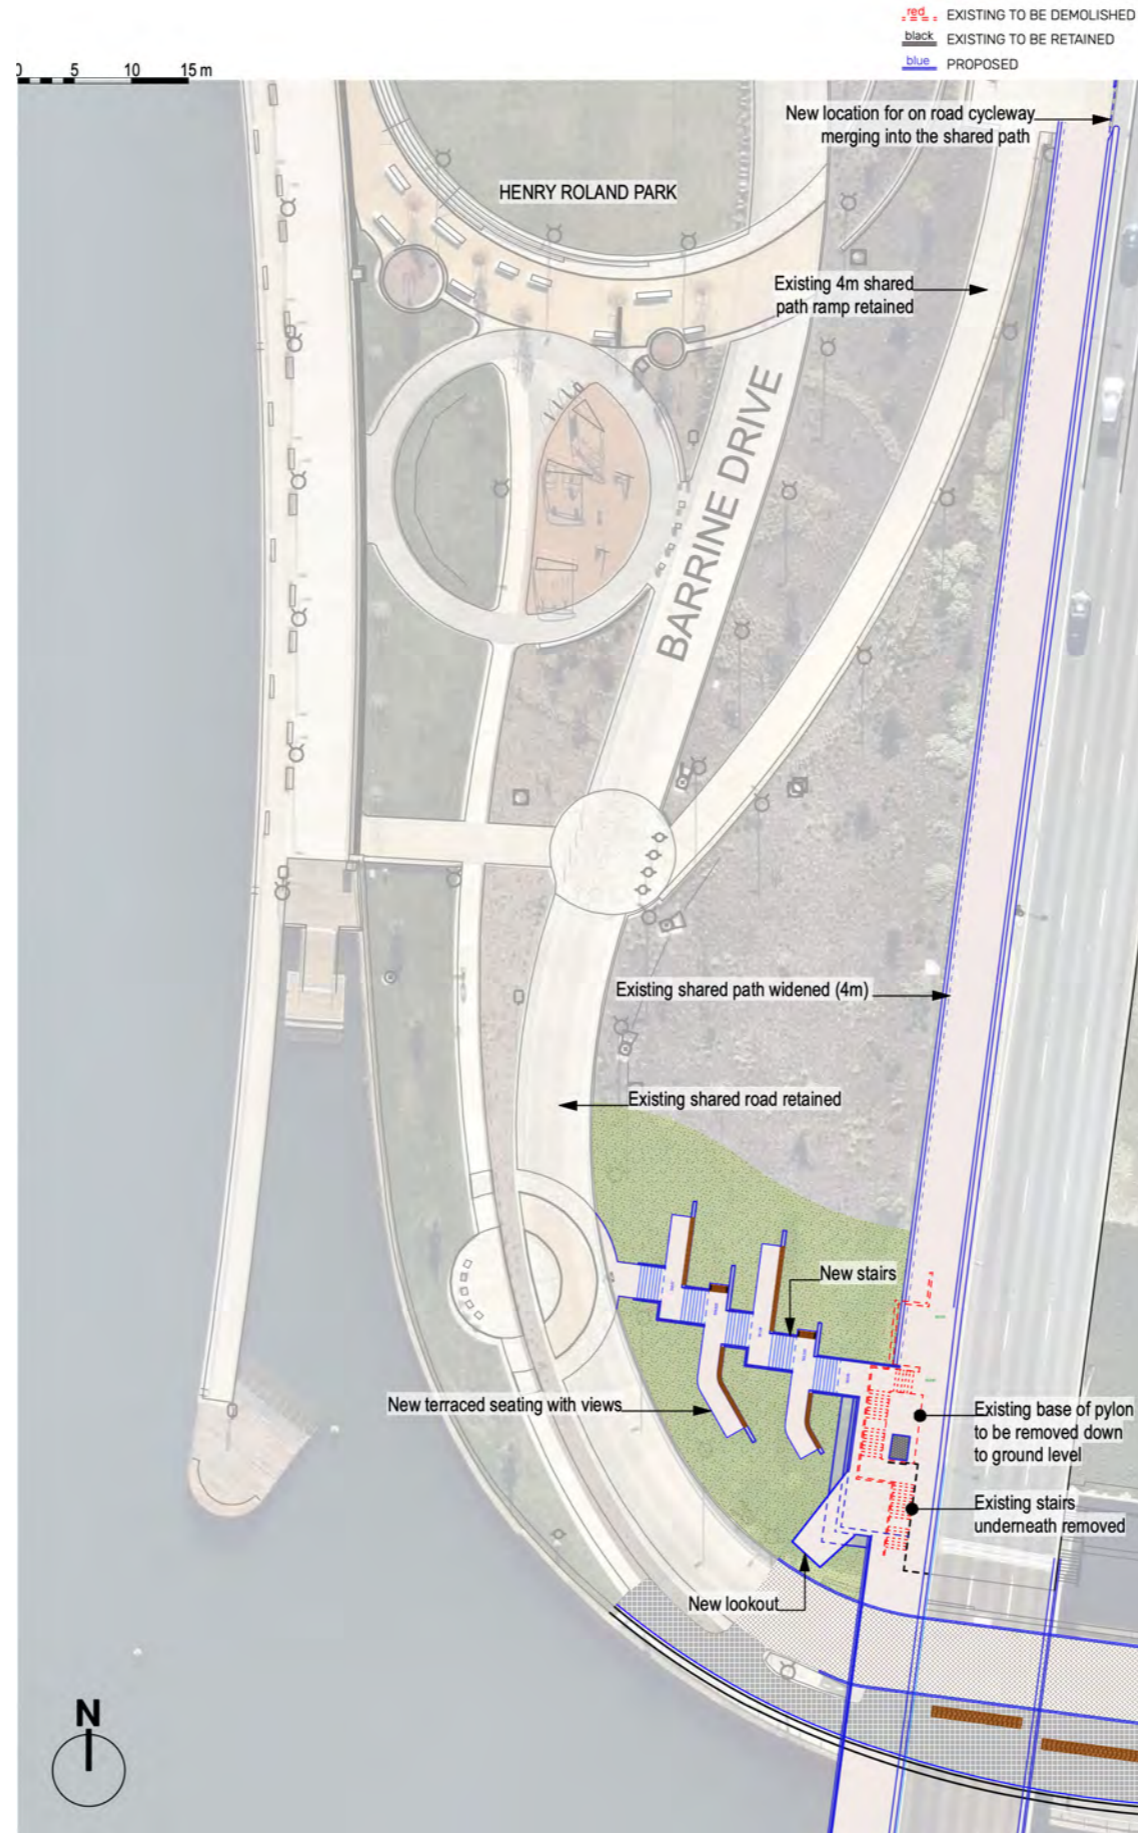 red EXISTING TO BE DEMOLISHED
black EXISTING TO BE RETAINED
blue PROPOSED
0 5 10 15 m
New location for on road cycleway
merging into the shared path
HENRY ROLAND PARK
Existing 4m shared
path ramp retained
BARRINE DRIVE
Existing shared path widened (4m)
Existing shared road retained
New stairs
New terraced seating with views
Existing base of pylon
to be removed down
to ground level
Existing stairs
underneath removed
New lookout
N